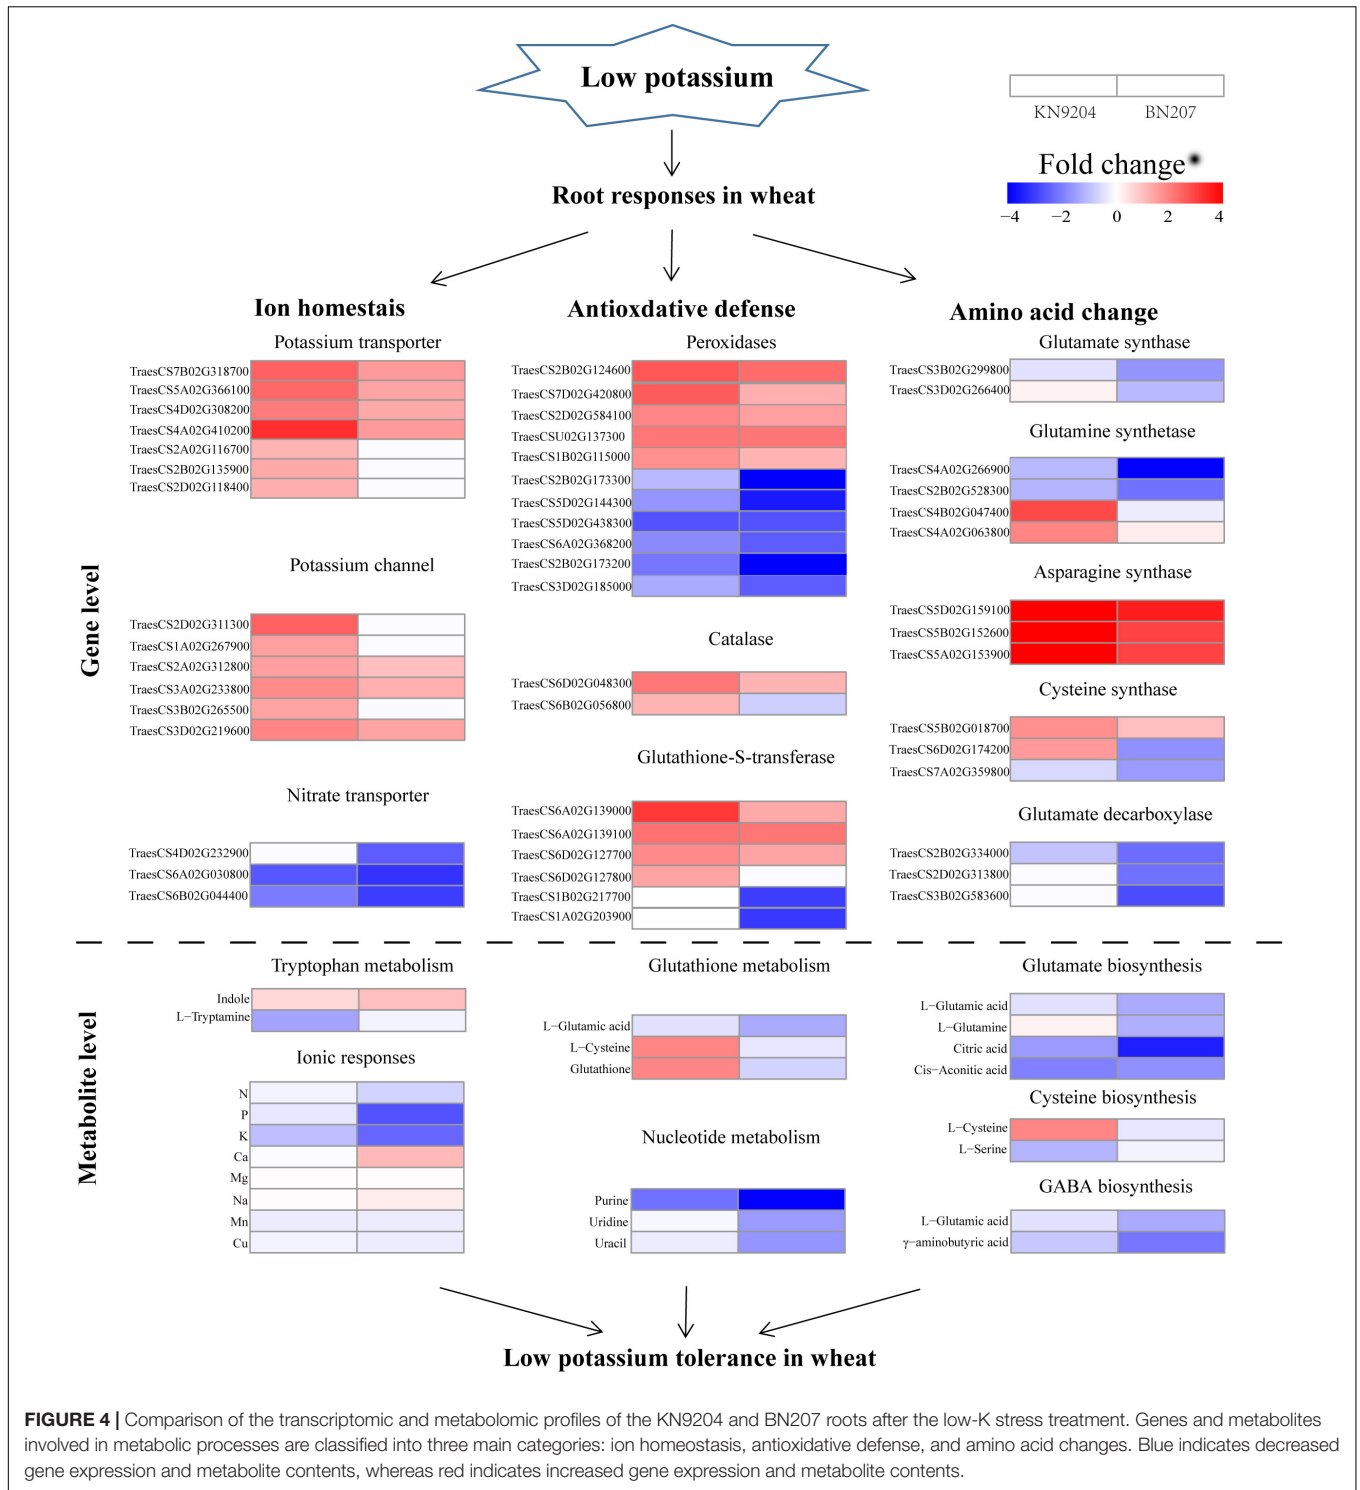 Low potassium
KN9204 BN207
Fold change
−4 −2 0 2 4
Root responses in wheat
Ion homestais
Potassium transporter
TraesCS7B02G318700
TraesCS5A02G366100
TraesCS4D02G308200
TraesCS4A02G410200
TraesCS2A02G116700
TraesCS2B02G135900
TraesCS2D02G118400
Potassium channel
TraesCS2D02G311300
TraesCS1A02G267900
TraesCS2A02G312800
TraesCS3A02G233800
TraesCS3B02G265500
TraesCS3D02G219600
Nitrate transporter
TraesCS4D02G232900
TraesCS6A02G030800
TraesCS6B02G044400
Antioxdative defense
Peroxidases
TraesCS2B02G124600
TraesCS7D02G420800
TraesCS2D02G584100
TraesCSU02G137300
TraesCS1B02G115000
TraesCS2B02G173300
TraesCS5D02G144300
TraesCS5D02G438300
TraesCS6A02G368200
TraesCS2B02G173200
TraesCS3D02G185000
Catalase
TraesCS6D02G048300
TraesCS6B02G056800
Glutathione-S-transferase
TraesCS6A02G139000
TraesCS6A02G139100
TraesCS6D02G127700
TraesCS6D02G127800
TraesCS1B02G217700
TraesCS1A02G203900
Amino acid change
Glutamate synthase
TraesCS3B02G299800
TraesCS3D02G266400
Glutamine synthetase
TraesCS4A02G266900
TraesCS2B02G528300
TraesCS4B02G047400
TraesCS4A02G063800
Asparagine synthase
TraesCS5D02G159100
TraesCS5B02G152600
TraesCS5A02G153900
Cysteine synthase
TraesCS5B02G018700
TraesCS6D02G174200
TraesCS7A02G359800
Glutamate decarboxylase
TraesCS2B02G334000
TraesCS2D02G313800
TraesCS3B02G583600
Gene level
Metabolite level
Tryptophan metabolism
Indole
L−Tryptamine
Ionic responses
N
P
K
Ca
Mg
Na
Mn
Cu
Glutathione metabolism
L−Glutamic acid
L−Cysteine
Glutathione
Nucleotide metabolism
Purine
Uridine
Uracil
Glutamate biosynthesis
L−Glutamic acid
L−Glutamine
Citric acid
Cis−Aconitic acid
Cysteine biosynthesis
L−Cysteine
L−Serine
GABA biosynthesis
L−Glutamic acid
γ−aminobutyric acid
Low potassium tolerance in wheat
FIGURE 4 | Comparison of the transcriptomic and metabolomic profiles of the KN9204 and BN207 roots after the low-K stress treatment. Genes and metabolites
involved in metabolic processes are classified into three main categories: ion homeostasis, antioxidative defense, and amino acid changes. Blue indicates decreased
gene expression and metabolite contents, whereas red indicates increased gene expression and metabolite contents.